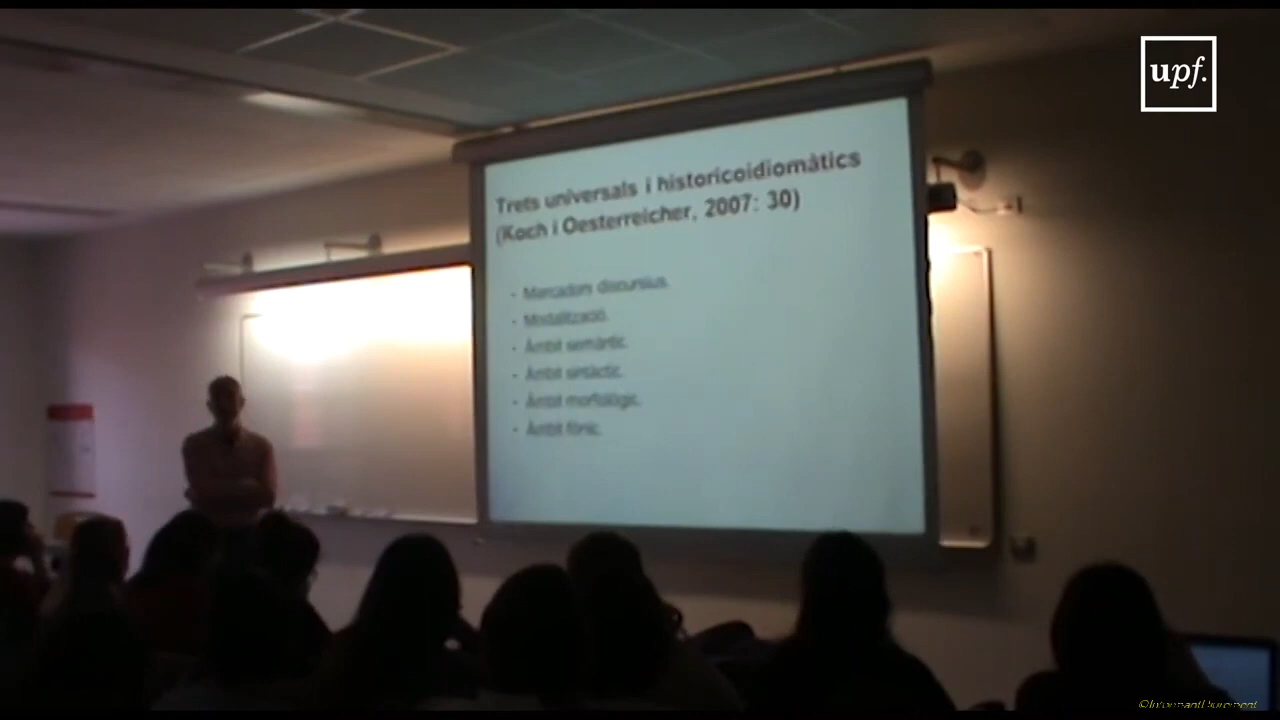 upf.
Trets universals i historicoidiomàtics
(Koch i Oesterreicher, 2007: 30)
- Marcadors discursius.
- Modalització.
- Àmbit semàntic.
- Àmbit sintàctic.
- Àmbit morfològic.
- Àmbit fònic.